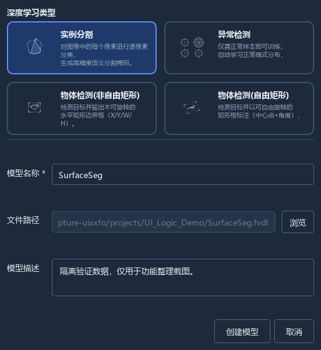 深度学习类型
实例分割
对图像中的每个像素进行逐像素
分类，
生成高精度语义分割掩码。
异常检测
仅需正常样本即可训练，
自动学习正常模式分布。
物体检测(非自由矩形)
检测目标并输出不可旋转的
水平矩形边界框（X/Y/W/
H）。
物体检测(自由矩形)
检测目标并以可自由旋转的
矩形框标注（中心点+角度）。
模型名称 *
SurfaceSeg
文件路径
pture-uixxfo/projects/UI_Logic_Demo/SurfaceSeg.fvdl
浏览
模型描述
隔离验证数据，仅用于功能整理截图。
创建模型
取消